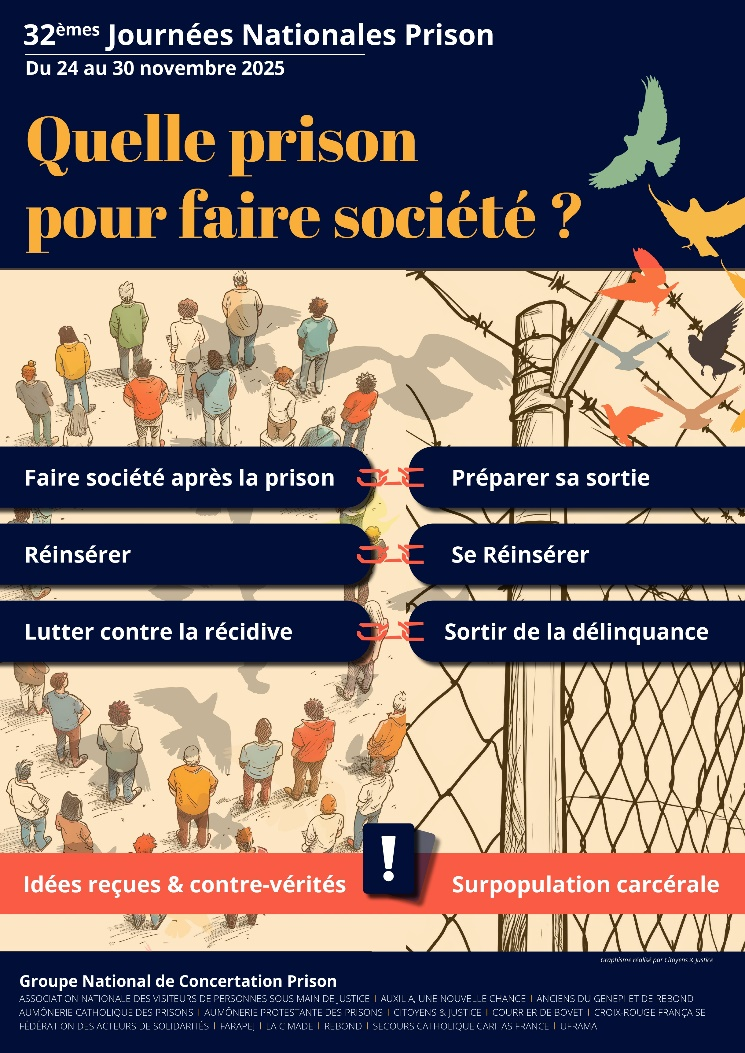 32èmes Journées Nationales Prison
Du 24 au 30 novembre 2025
Quelle prison
pour faire société ?
Faire société après la prison
Préparer sa sortie
Réinsérer
Se Réinsérer
Lutter contre la récidive
Sortir de la délinquance
!
Idées reçues & contre-vérités
Surpopulation carcérale
Graphisme réalisé par Citoyens & Justice
Groupe National de Concertation Prison
ASSOCIATION NATIONALE DES VISITEURS DE PERSONNES SOUS MAIN DE JUSTICE I AUXILIA, UNE NOUVELLE CHANCE I ANCIENS DU GENEPI ET DE REBOND
AUMÔNERIE CATHOLIQUE DES PRISONS I AUMÔNERIE PROTESTANTE DES PRISONS I CITOYENS & JUSTICE I COURRIER DE BOVET I CROIX-ROUGE FRANÇAISE
FÉDÉRATION DES ACTEURS DE SOLIDARITÉS I FARAPEJ I LA CIMADE I REBOND I SECOURS CATHOLIQUE CARITAS FRANCE I UFRAMA